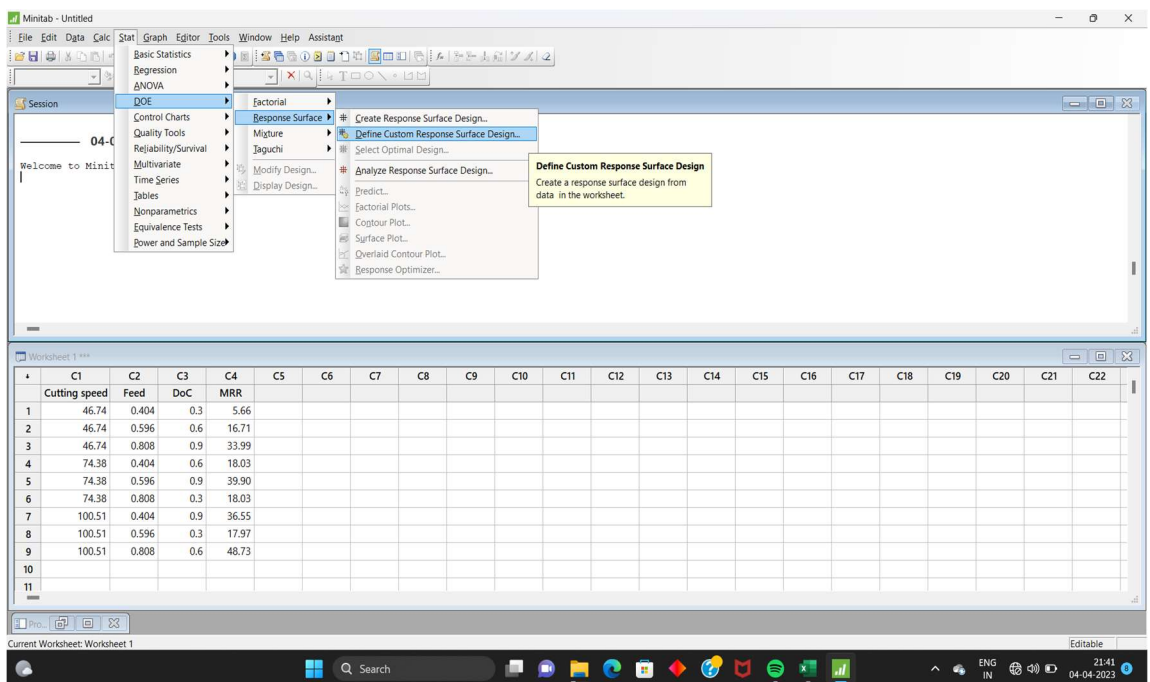 Minitab - Untitled
File Edit Data Calc Stat Graph Editor Tools Window Help Assistant
Session
04-0
Welcome to Minit
Basic Statistics
Regression
ANOVA
DOE
Control Charts
Quality Tools
Reliability/Survival
Multivariate
Time Series
Tables
Nonparametrics
Equivalence Tests
Power and Sample Size
Factorial
Response Surface
Mixture
Taguchi
Modify Design...
Display Design...
Create Response Surface Design...
Define Custom Response Surface Design...
Select Optimal Design...
Analyze Response Surface Design...
Predict...
Factorial Plots...
Contour Plot...
Surface Plot...
Overlaid Contour Plot...
Response Optimizer...
Define Custom Response Surface Design
Create a response surface design from
data in the worksheet.
Worksheet 1 ***
C1 C2 C3 C4 C5 C6 C7 C8 C9 C10 C11 C12 C13 C14 C15 C16 C17 C18 C19 C20 C21 C22
Cutting speed Feed DoC MRR
1 46.74 0.404 0.3 5.66
2 46.74 0.596 0.6 16.71
3 46.74 0.808 0.9 33.99
4 74.38 0.404 0.6 18.03
5 74.38 0.596 0.9 39.90
6 74.38 0.808 0.3 18.03
7 100.51 0.404 0.9 36.55
8 100.51 0.596 0.3 17.97
9 100.51 0.808 0.6 48.73
10
11
Pro...
Current Worksheet: Worksheet 1
Editable
Search
ENG
IN
21:41
04-04-2023
8